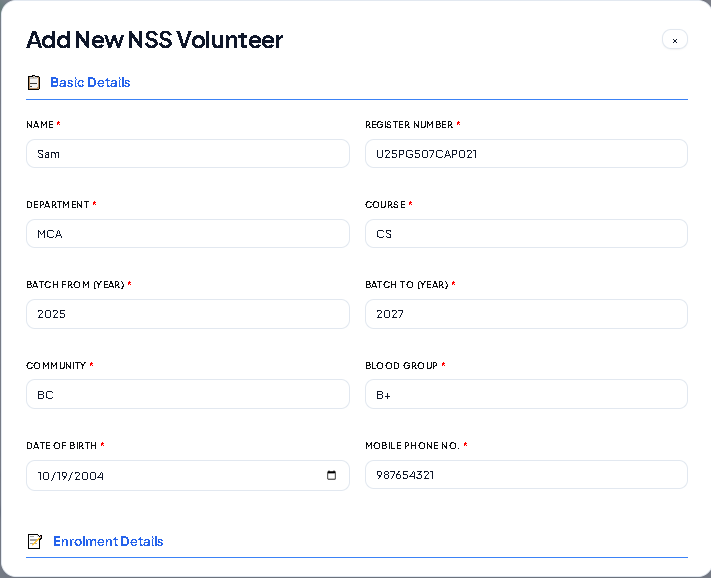 Add New NSS Volunteer
×
Basic Details
NAME *
REGISTER NUMBER *
Sam
U25PG507CAP021
DEPARTMENT *
COURSE *
MCA
CS
BATCH FROM (YEAR) *
BATCH TO (YEAR) *
2025
2027
COMMUNITY *
BLOOD GROUP *
BC
B+
DATE OF BIRTH *
MOBILE PHONE NO. *
10/19/2004
987654321
Enrolment Details